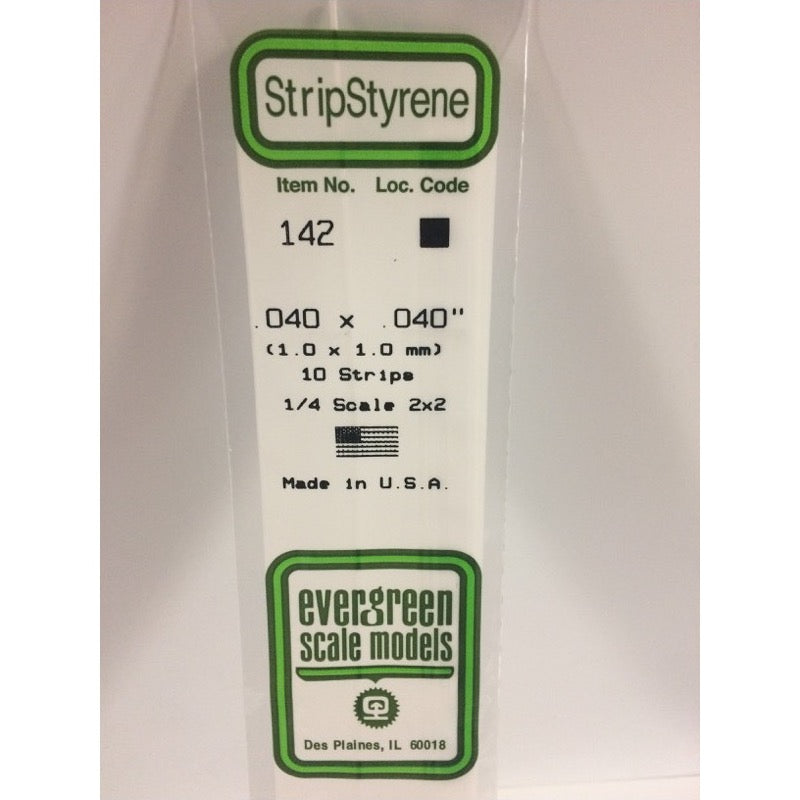 StripStyrene
Item No. Loc. Code
142
.040 x .040"
(1.0 x 1.0 mm)
10 Strips
1/4 Scale 2x2
Made in U.S.A.
evergreen
scale models
Des Plaines, IL 60018